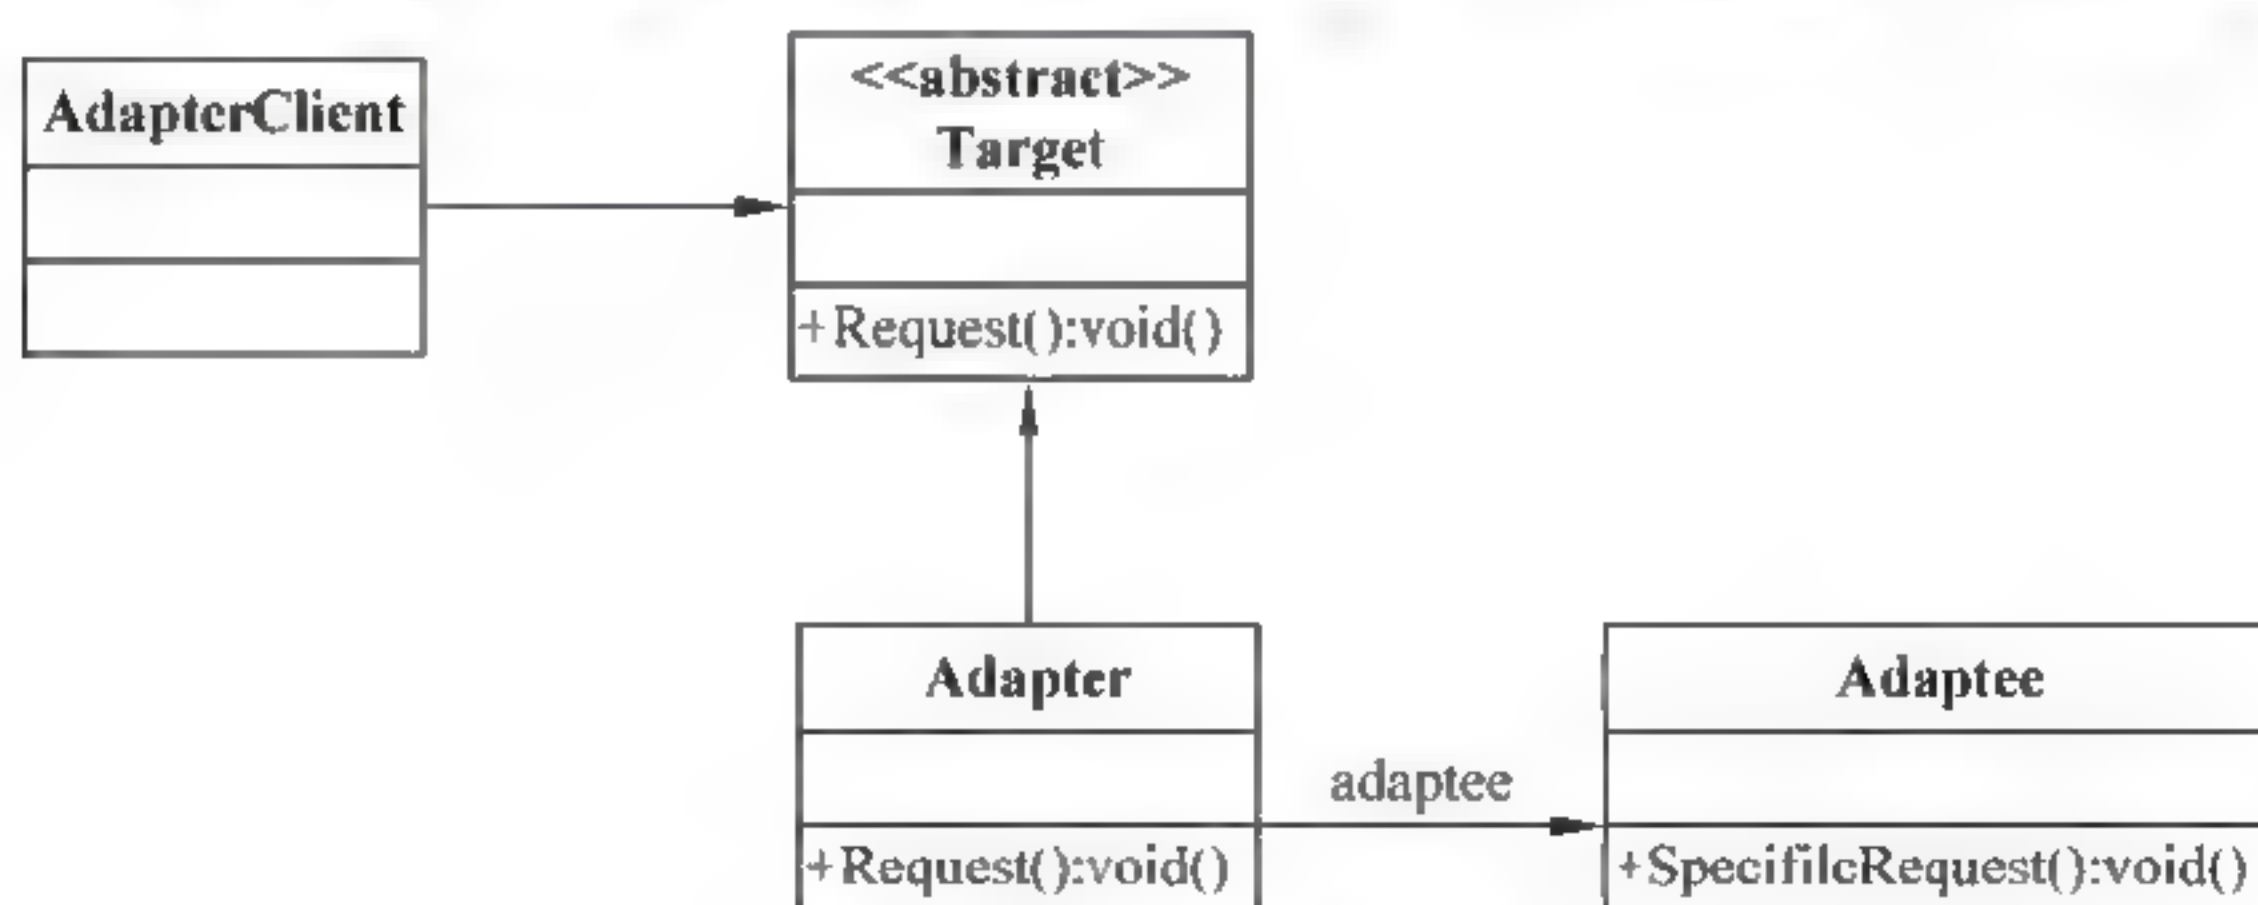 AdapterClient
<<abstract>>
Target
+Request():void()
Adapter
+Request():void()
adaptee
Adaptee
+SpecifilcRequest():void()